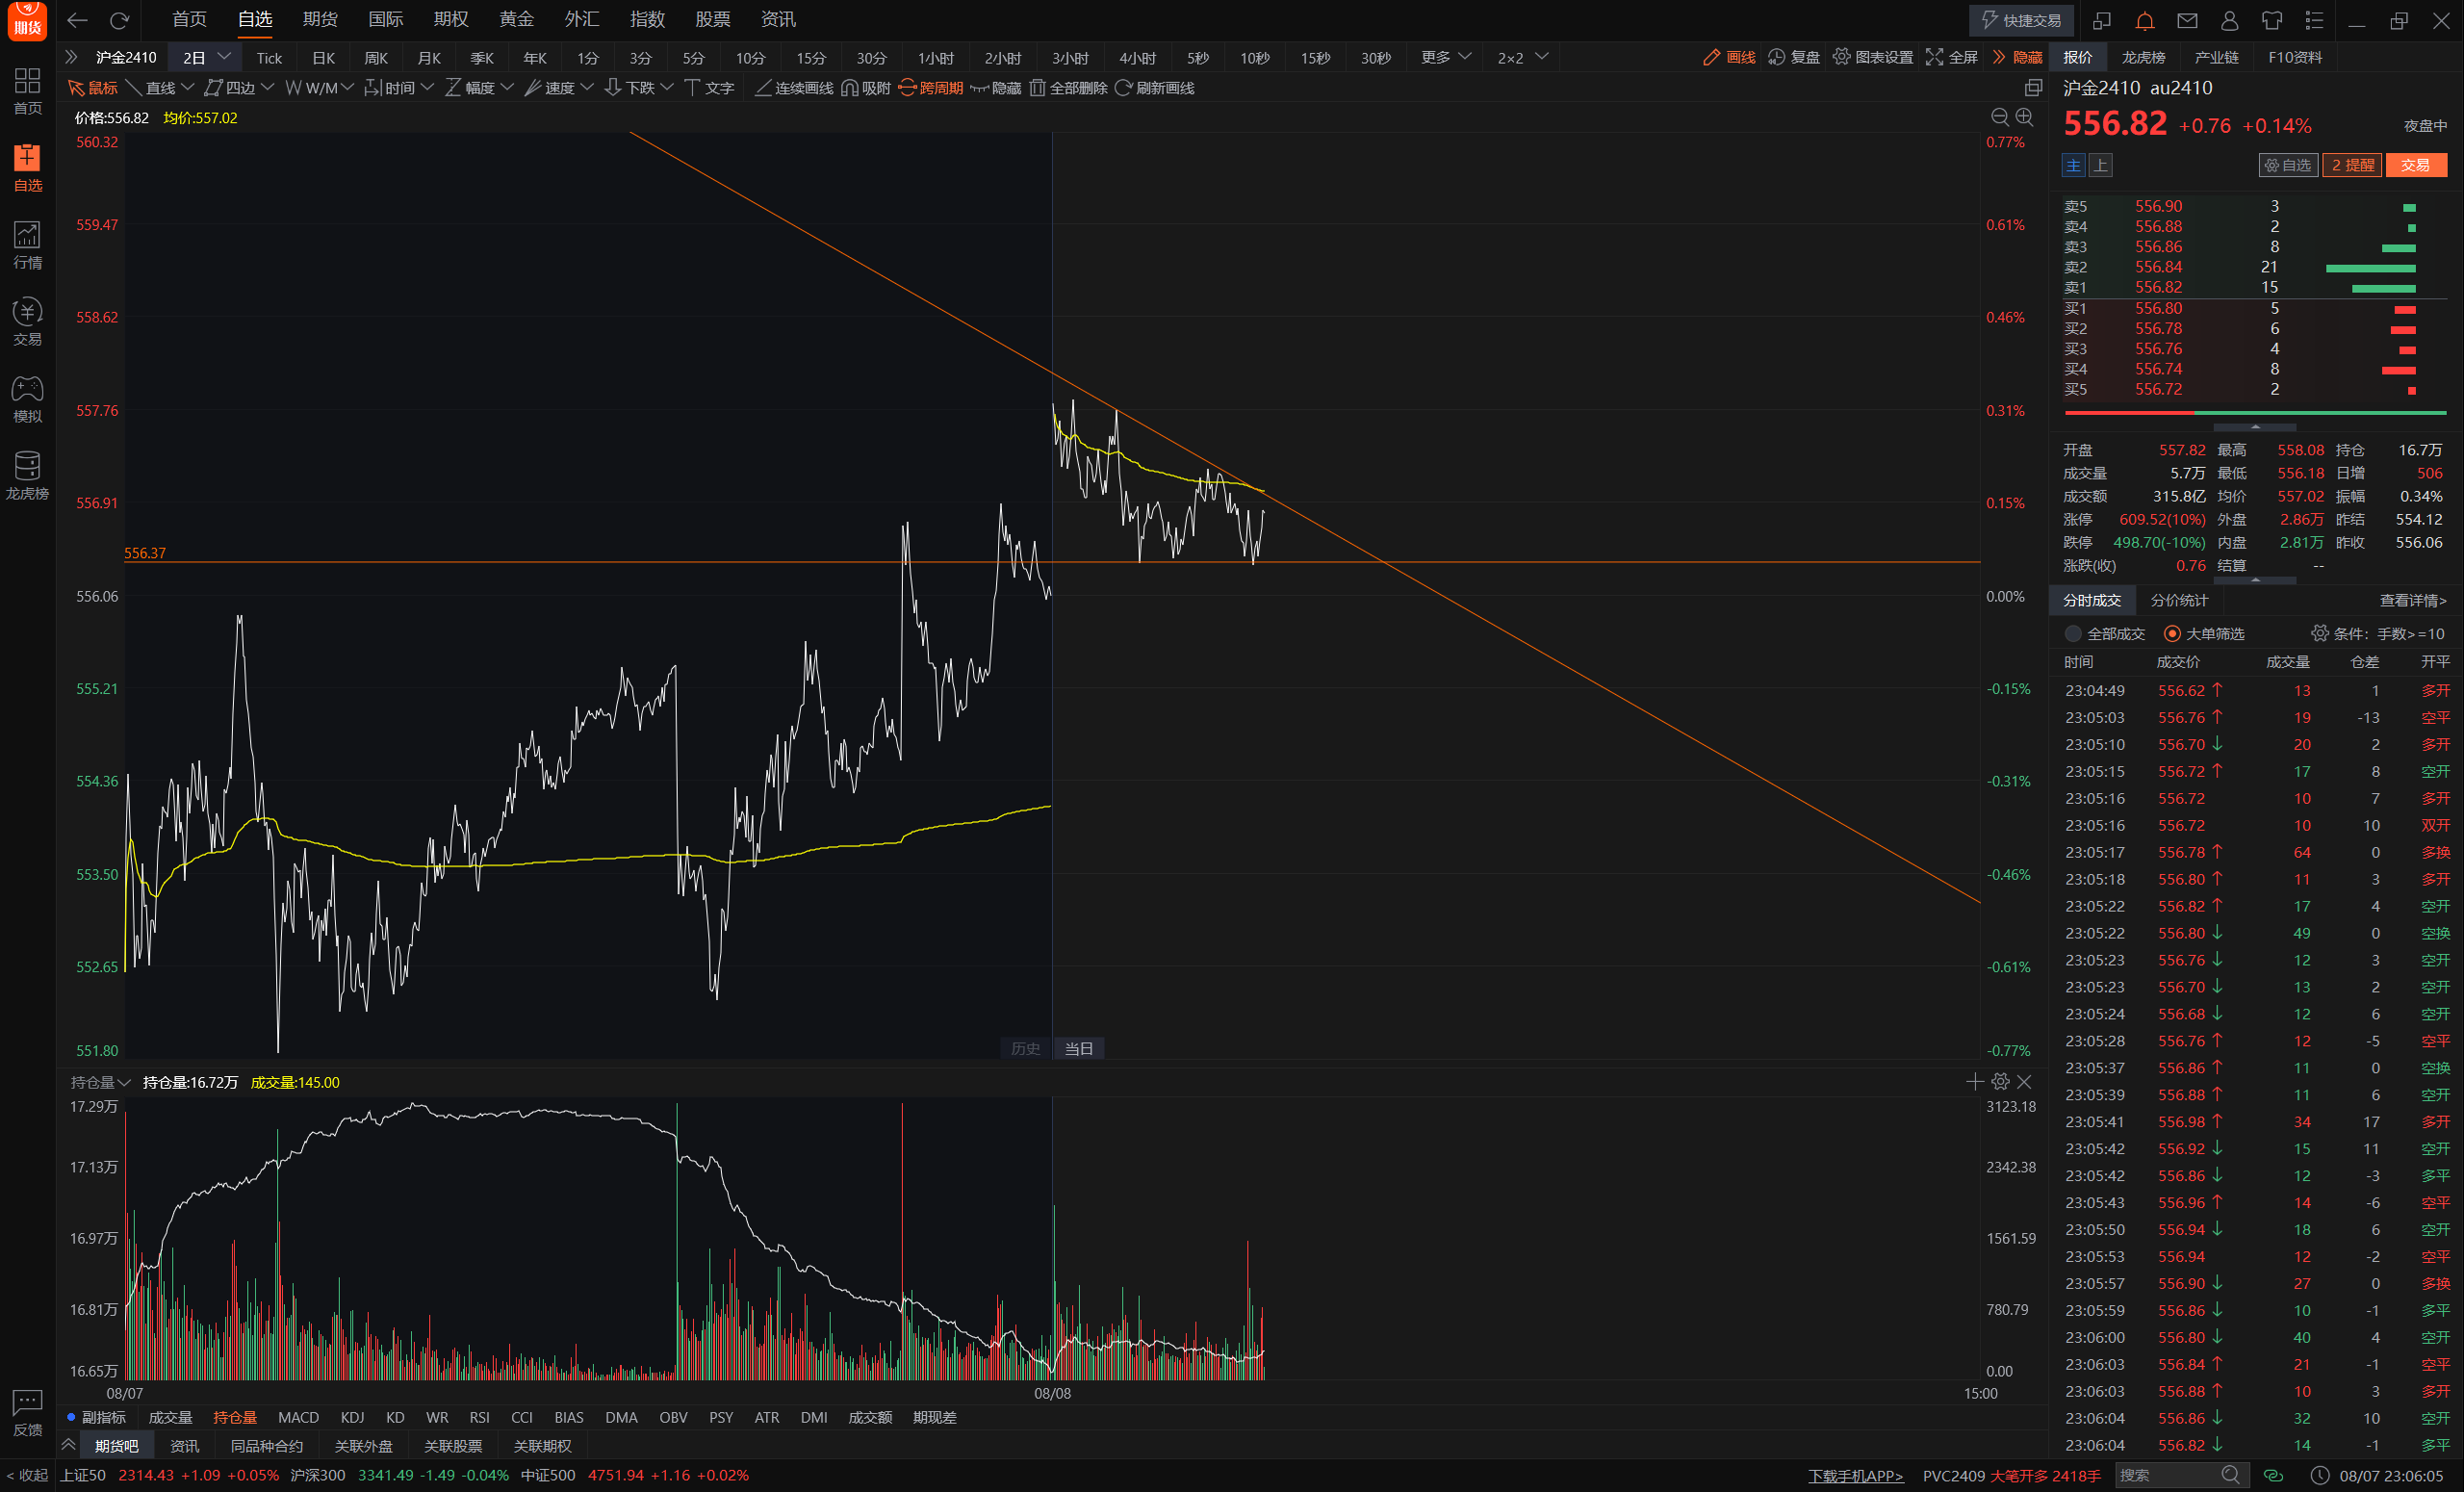 期货
首页 自选 期货 国际 期权 黄金 外汇 指数 股票 资讯 快捷交易
沪金2410 2日 Tick 日K 周K 月K 季K 年K 1分 3分 5分 10分 15分 30分 1小时 2小时 3小时 4小时 5秒 10秒 15秒 30秒 更多 2×2 画线 复盘 图表设置 全屏 隐藏
鼠标 直线 四边 W/M 时间 幅度 速度 下跌 文字 连续画线 吸附 跨周期 隐藏 全部删除 刷新画线
首页
自选
行情
交易
模拟
龙虎榜
反馈
< 收起
价格:556.82 均价:557.02
560.32 0.77%
559.47 0.61%
558.62 0.46%
557.76 0.31%
556.91 0.15%
556.37
556.06 0.00%
555.21 -0.15%
554.36 -0.31%
553.50 -0.46%
552.65 -0.61%
551.80 -0.77%
历史 当日
持仓量 持仓量:16.72万 成交量:145.00
17.29万 3123.18
17.13万 2342.38
16.97万 1561.59
16.81万 780.79
16.65万 0.00
08/07 08/08 15:00
副指标 成交量 持仓量 MACD KDJ KD WR RSI CCI BIAS DMA OBV PSY ATR DMI 成交额 期现差
期货吧 资讯 同品种合约 关联外盘 关联股票 关联期权
报价 龙虎榜 产业链 F10资料
沪金2410 au2410
556.82 +0.76 +0.14% 夜盘中
主 上 自选 2 提醒 交易
卖5 556.90 3
卖4 556.88 2
卖3 556.86 8
卖2 556.84 21
卖1 556.82 15
买1 556.80 5
买2 556.78 6
买3 556.76 4
买4 556.74 8
买5 556.72 2
开盘 557.82 最高 558.08 持仓 16.7万
成交量 5.7万 最低 556.18 日增 506
成交额 315.8亿 均价 557.02 振幅 0.34%
涨停 609.52(10%) 外盘 2.86万 昨结 554.12
跌停 498.70(-10%) 内盘 2.81万 昨收 556.06
涨跌(收) 0.76 结算 --
分时成交 分价统计 查看详情>
全部成交 大单筛选 条件: 手数>=10
时间 成交价 成交量 仓差 开平
23:04:49 556.62 ↑ 13 1 多开
23:05:03 556.76 ↑ 19 -13 空平
23:05:10 556.70 ↓ 20 2 多开
23:05:15 556.72 ↑ 17 8 空开
23:05:16 556.72 10 7 多开
23:05:16 556.72 10 10 双开
23:05:17 556.78 ↑ 64 0 多换
23:05:18 556.80 ↑ 11 3 多开
23:05:22 556.82 ↑ 17 4 空开
23:05:22 556.80 ↓ 49 0 空换
23:05:23 556.76 ↓ 12 3 空开
23:05:23 556.70 ↓ 13 2 空开
23:05:24 556.68 ↓ 12 6 空开
23:05:28 556.76 ↑ 12 -5 空平
23:05:37 556.86 ↑ 11 0 空换
23:05:39 556.88 ↑ 11 6 空开
23:05:41 556.98 ↑ 34 17 多开
23:05:42 556.92 ↓ 15 11 空开
23:05:42 556.86 ↓ 12 -3 多平
23:05:43 556.96 ↑ 14 -6 空平
23:05:50 556.94 ↓ 18 6 空开
23:05:53 556.94 12 -2 空平
23:05:57 556.90 ↓ 27 0 多换
23:05:59 556.86 ↓ 10 -1 多平
23:06:00 556.80 ↓ 40 4 空开
23:06:03 556.84 ↑ 21 -1 空平
23:06:03 556.88 ↑ 10 3 多开
23:06:04 556.86 ↓ 32 10 空开
23:06:04 556.82 ↓ 14 -1 多平
上证50 2314.43 +1.09 +0.05% 沪深300 3341.49 -1.49 -0.04% 中证500 4751.94 +1.16 +0.02% 下载手机APP> PVC2409 大笔开多 2418手 搜索 08/07 23:06:05